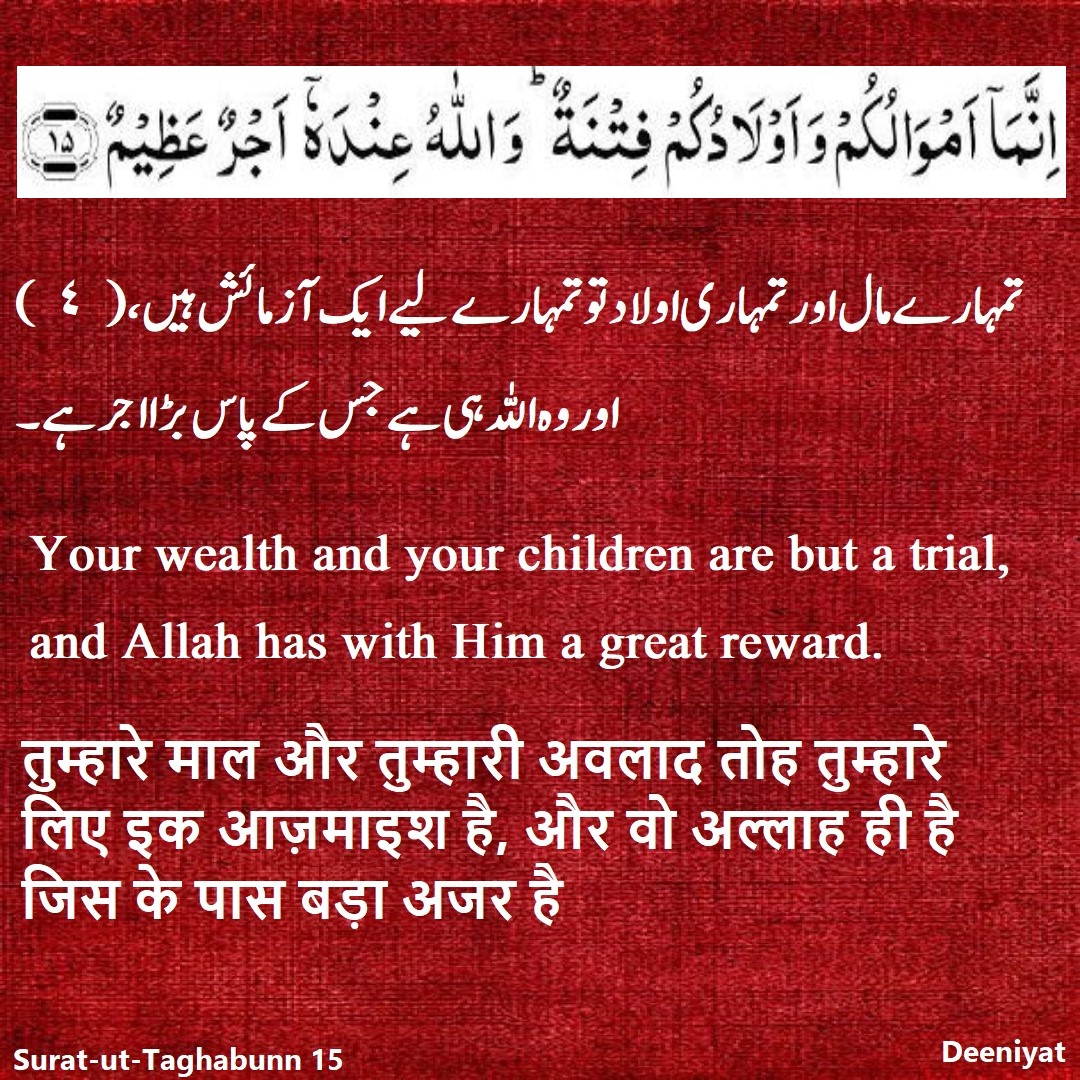 اِنَّمَاۤ اَمْوَالُكُمْ وَ اَوْلَادُكُمْ فِتْنَةٌ ؕ وَ اللّٰهُ عِنْدَهٗۤ اَجْرٌ عَظِیْمٌ ۱۵
تمہارے مال اور تمہاری اولاد تو تمہارے لیے ایک آزمائش ہیں، ( ٤ )
اور وہ اللہ ہی ہے جس کے پاس بڑا اجر ہے۔
Your wealth and your children are but a trial,
and Allah has with Him a great reward.
तुम्हारे माल और तुम्हारी अवलाद तोह तुम्हारे
लिए इक आज़माइश है, और वो अल्लाह ही है
जिस के पास बड़ा अजर है
Surat-ut-Taghabunn 15
Deeniyat